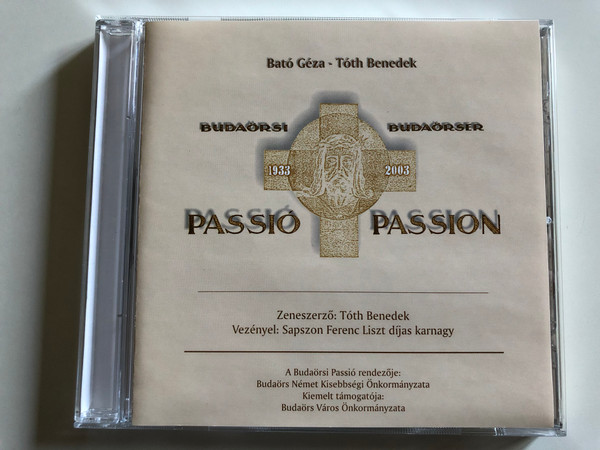 Bató Géza - Tóth Benedek
BUDAÖRSI BUDAÖRSER
1933 2003
PASSIÓ PASSION
Zeneszerző: Tóth Benedek
Vezényel: Sapszon Ferenc Liszt díjas karnagy
A Budaörsi Passió rendezője:
Budaörs Német Kisebbségi Önkormányzata
Kiemelt támogatója:
Budaörs Város Önkormányzata